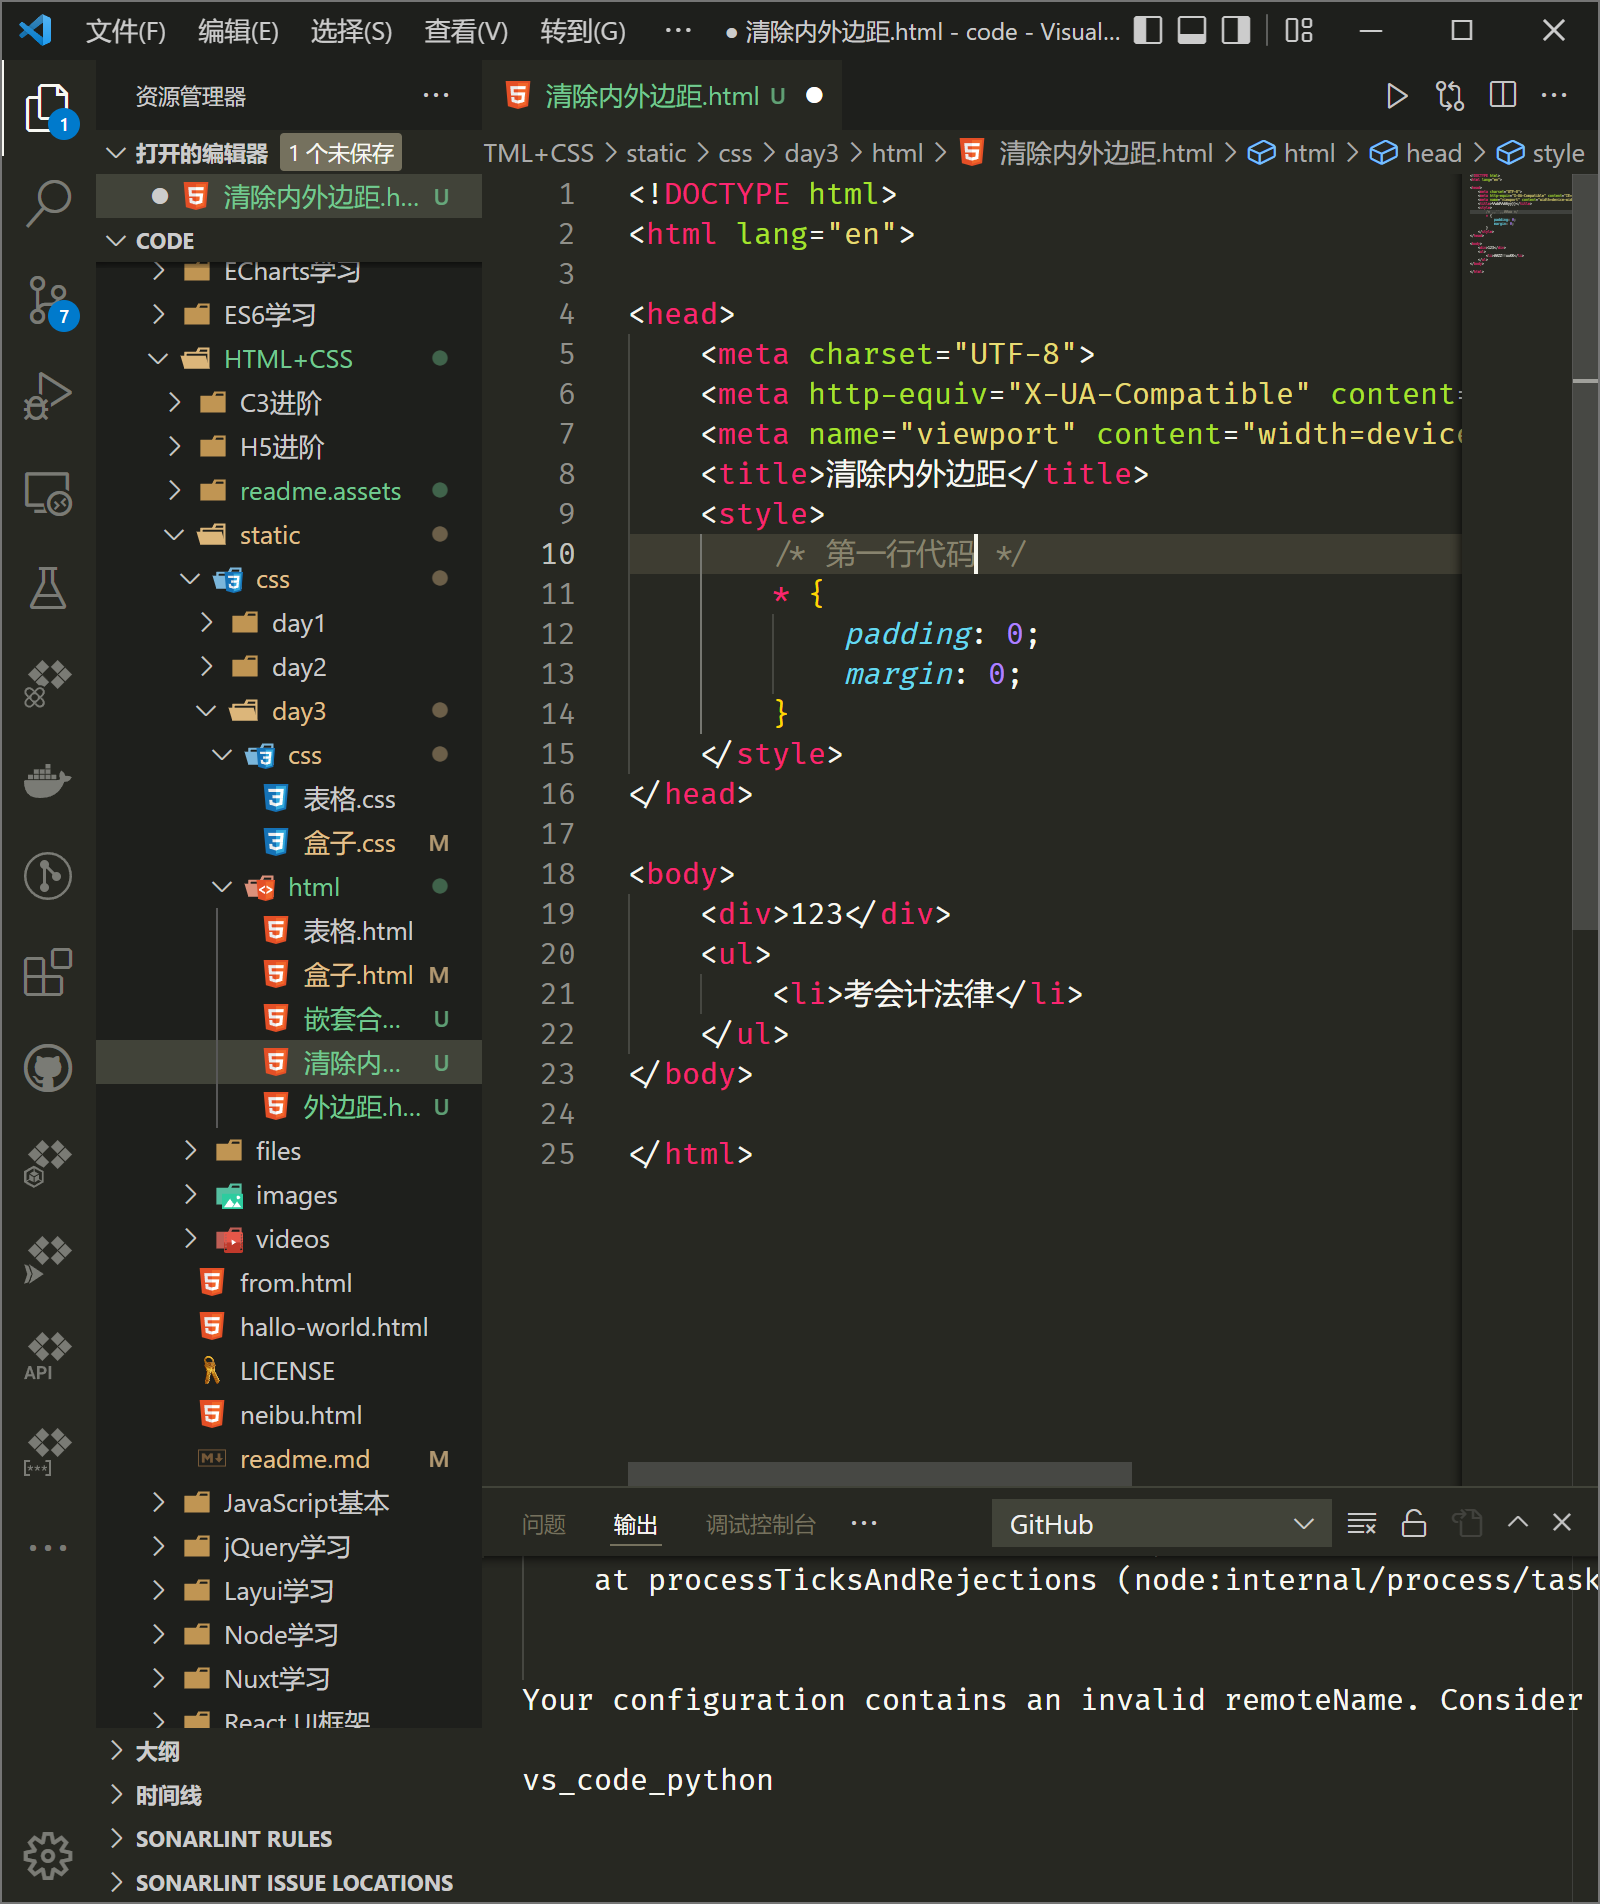 文件(F) 编辑(E) 选择(S) 查看(V) 转到(G) ··· ● 清除内外边距.html - code - Visual...
资源管理器 ···
清除内外边距.html U
1
打开的编辑器 1 个未保存
TML+CSS > static > css > day3 > html > 清除内外边距.html > html > head > style
清除内外边距.h... U
CODE
ECharts学习
ES6学习
7
HTML+CSS
C3进阶
H5进阶
readme.assets
static
css
day1
day2
day3
css
表格.css
盒子.css M
html
表格.html
盒子.html M
嵌套合... U
清除内... U
外边距.h... U
files
images
videos
from.html
hallo-world.html
API
LICENSE
neibu.html
readme.md M
JavaScript基本
jQuery学习
Layui学习
Node学习
Nuxt学习
React UI框架
大纲
时间线
SONARLINT RULES
SONARLINT ISSUE LOCATIONS
1 <!DOCTYPE html>
2 <html lang="en">
3
4 <head>
5 <meta charset="UTF-8">
6 <meta http-equiv="X-UA-Compatible" content=
7 <meta name="viewport" content="width=device
8 <title>清除内外边距</title>
9 <style>
10 /* 第一行代码 */
11 * {
12 padding: 0;
13 margin: 0;
14 }
15 </style>
16 </head>
17
18 <body>
19 <div>123</div>
20 <ul>
21 <li>考会计法律</li>
22 </ul>
23 </body>
24
25 </html>
问题 输出 调试控制台 ··· GitHub
at processTicksAndRejections (node:internal/process/task
Your configuration contains an invalid remoteName. Consider
vs_code_python